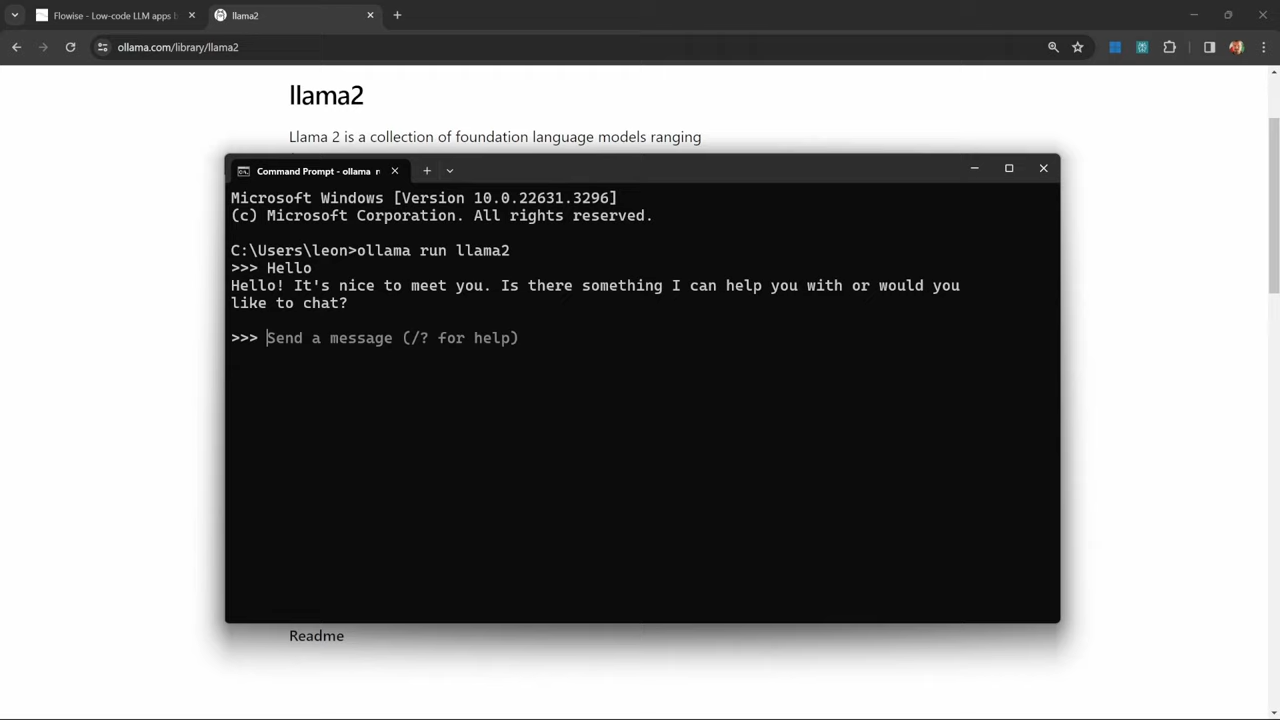 Flowise - Low-code LLM apps
llama2
ollama.com/library/llama2
llama2
Llama 2 is a collection of foundation language models ranging
Command Prompt - ollama r
Microsoft Windows [Version 10.0.22631.3296]
(c) Microsoft Corporation. All rights reserved.
C:\Users\leon>ollama run llama2
>>> Hello
Hello! It's nice to meet you. Is there something I can help you with or would you
like to chat?
>>> Send a message (/? for help)
Readme